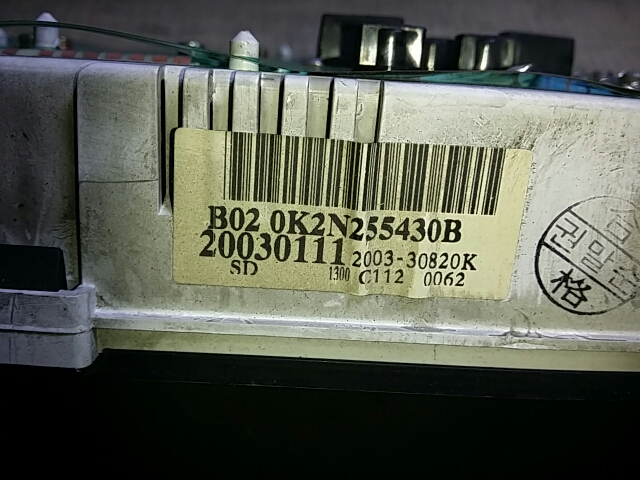 B02 0K2N255430B
20030111 2003-30820K
SD 1300 C112 0062
格